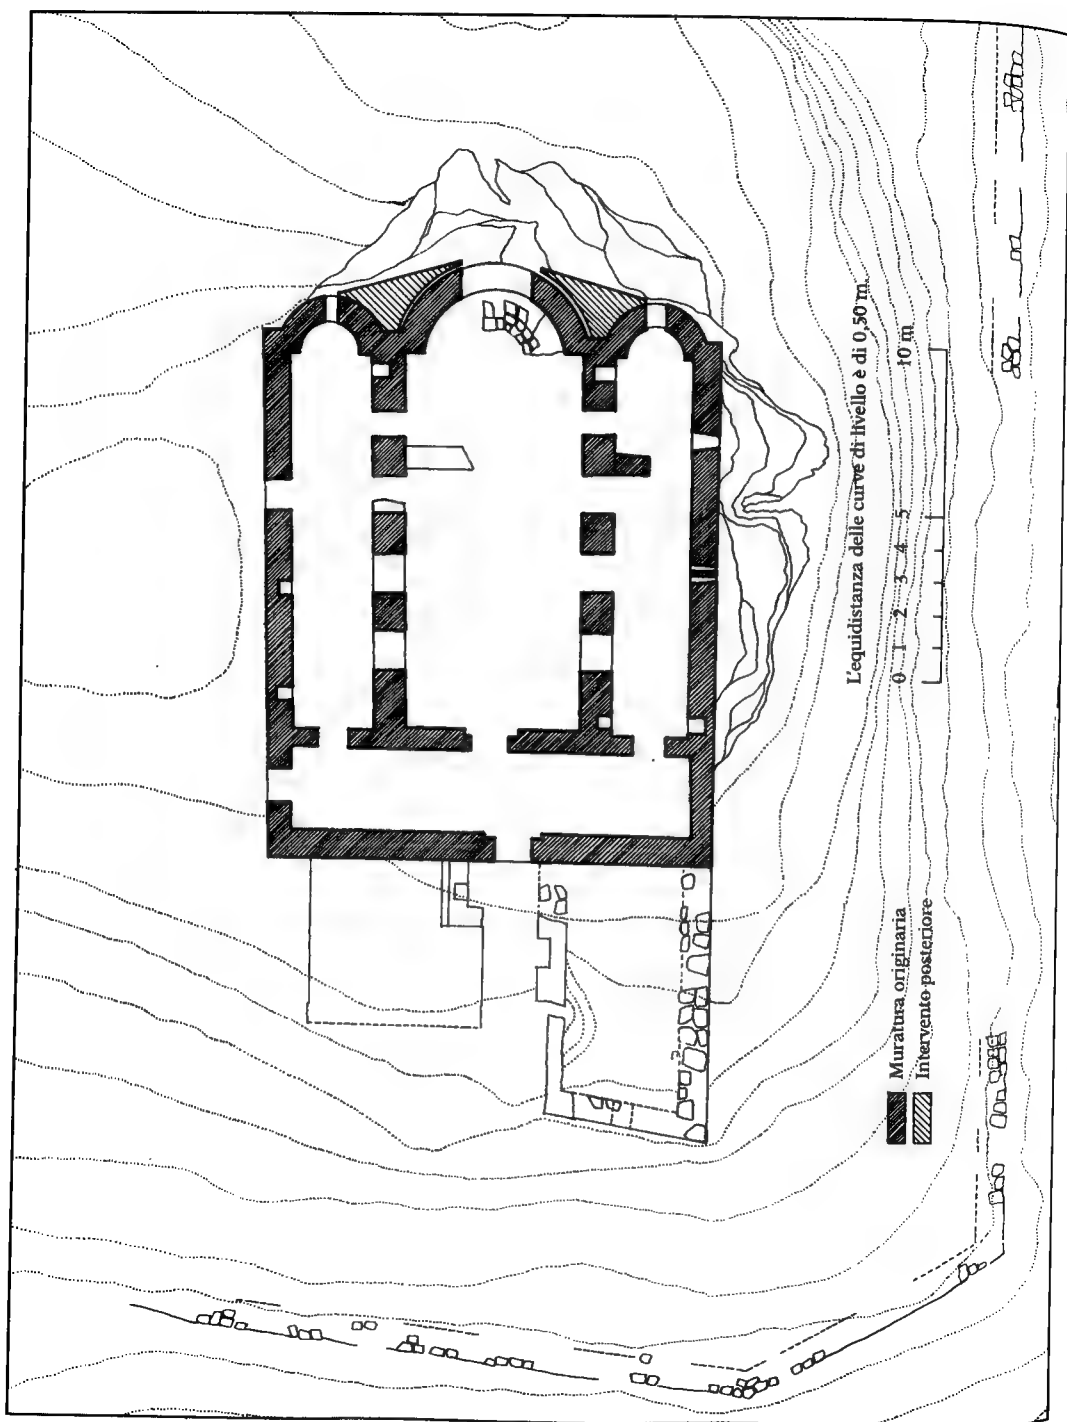 L'equidistanza delle curve di livello è di 0,50 m.
0 1 2 3 4 5 10 m
Muratura originaria
Intervento posteriore